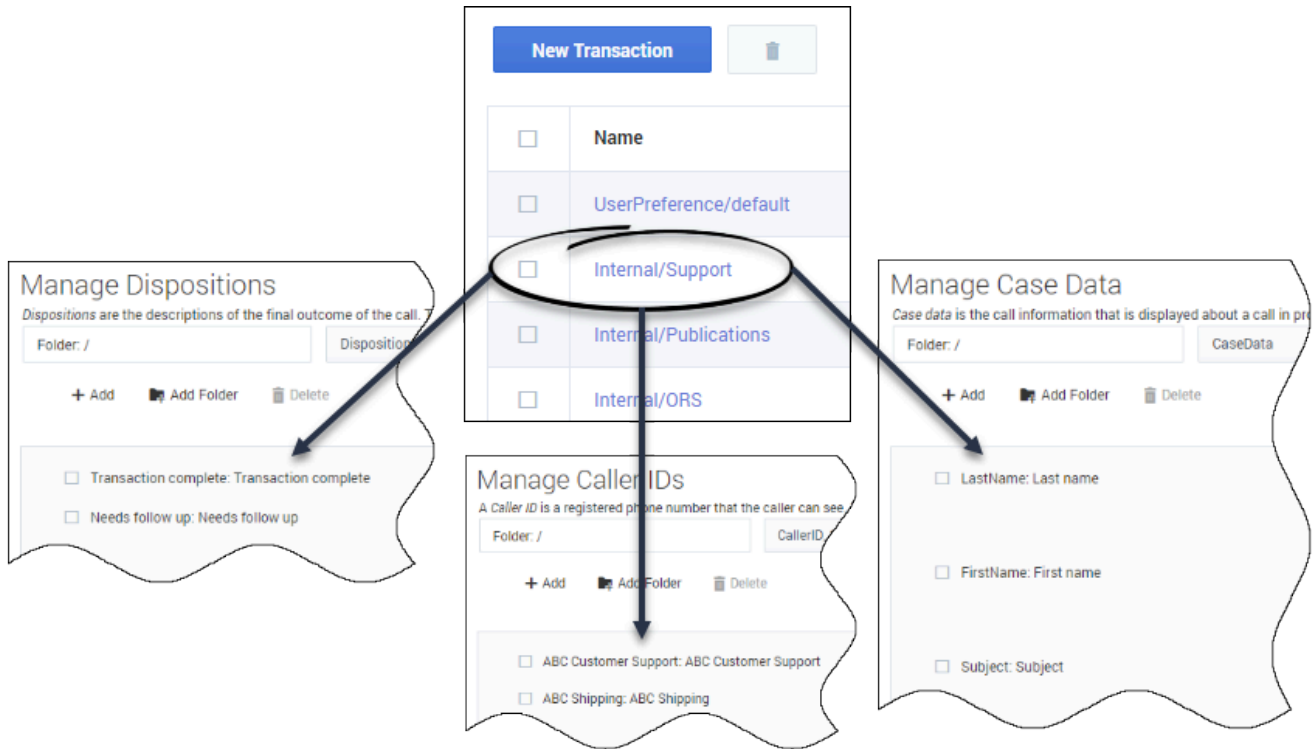 New Transaction
Name
UserPreference/default
Internal/Support
Internal/Publications
Internal/ORS
Manage Dispositions
Dispositions are the descriptions of the final outcome of the call.
Folder: /
Disposition
+ Add
Add Folder
Delete
Transaction complete: Transaction complete
Needs follow up: Needs follow up
Manage Caller IDs
A Caller ID is a registered phone number that the caller can see
Folder: /
CallerID
+ Add
Add Folder
Delete
ABC Customer Support: ABC Customer Support
ABC Shipping: ABC Shipping
Manage Case Data
Case data is the call information that is displayed about a call in
Folder: /
CaseData
+ Add
Add Folder
Delete
LastName: Last name
FirstName: First name
Subject: Subject